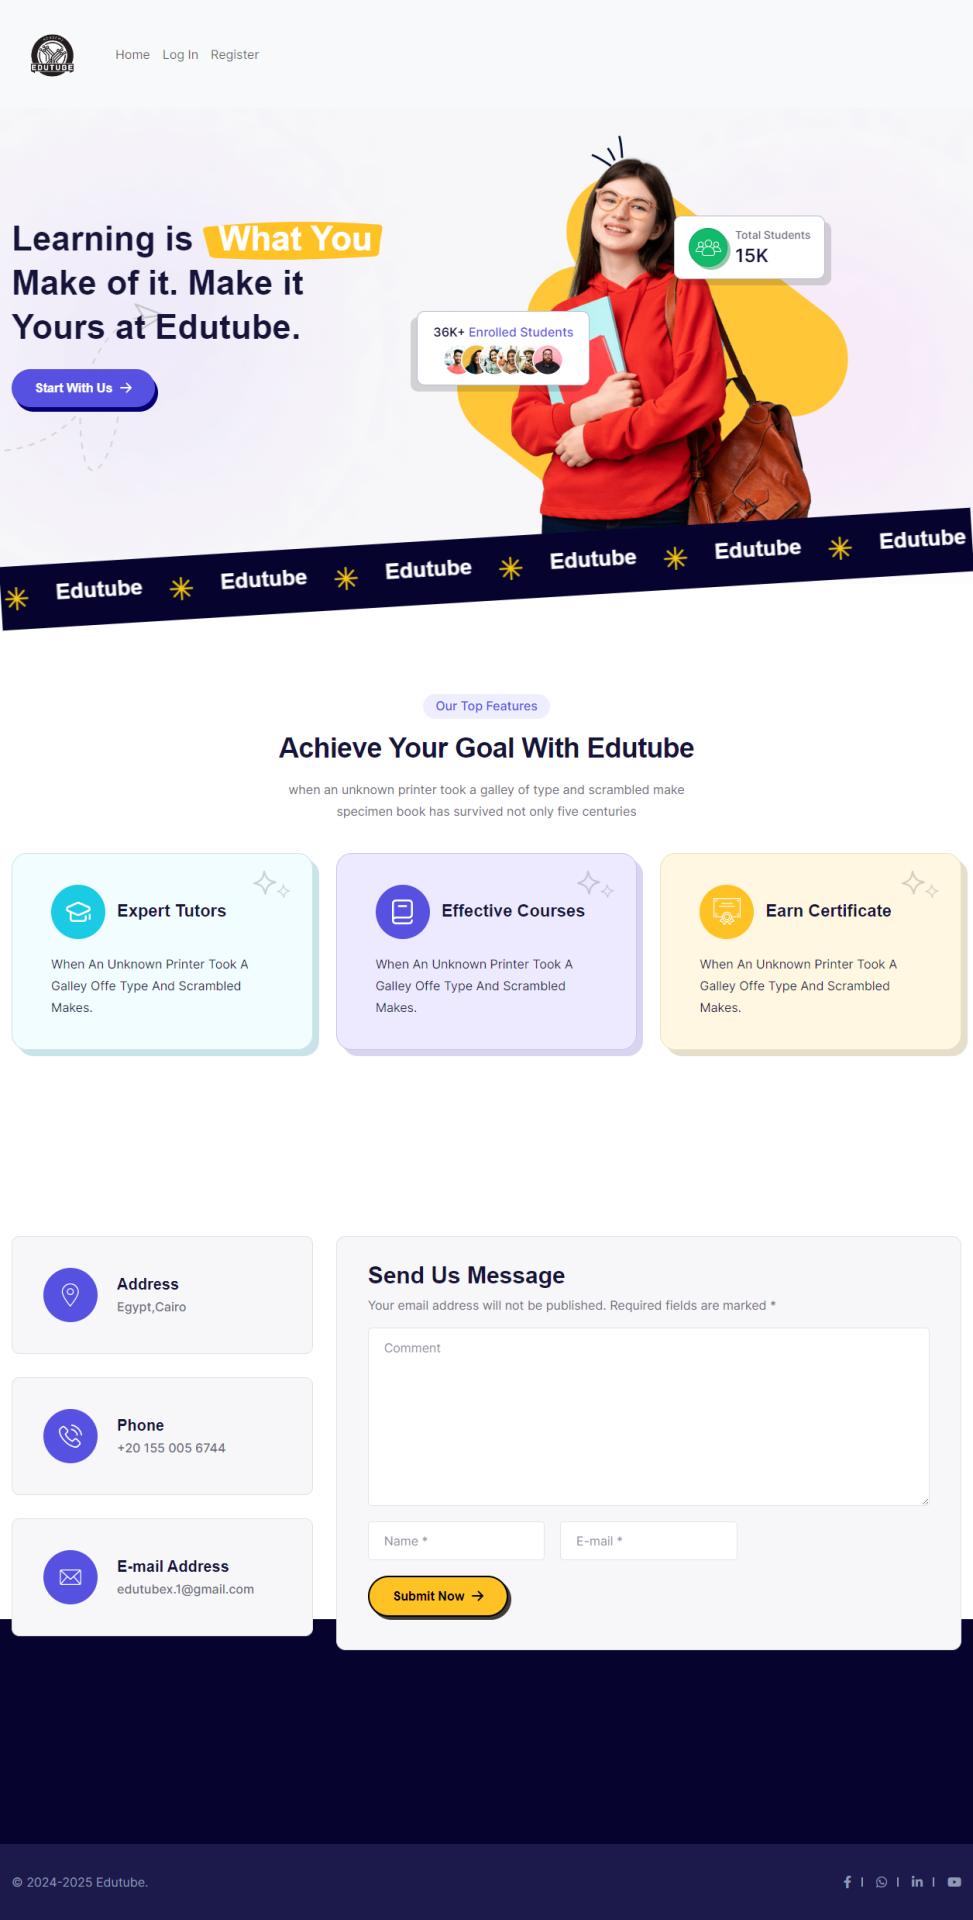 ACADEMY
EDUTUBE
Home Log In Register
Learning is What You
Make of it. Make it
Yours at Edutube.
Start With Us
Total Students
15K
36K+ Enrolled Students
Edutube Edutube Edutube Edutube Edutube Edutube
Our Top Features
Achieve Your Goal With Edutube
when an unknown printer took a galley of type and scrambled make
specimen book has survived not only five centuries
Expert Tutors
When An Unknown Printer Took A
Galley Offe Type And Scrambled
Makes.
Effective Courses
When An Unknown Printer Took A
Galley Offe Type And Scrambled
Makes.
Earn Certificate
When An Unknown Printer Took A
Galley Offe Type And Scrambled
Makes.
Address
Egypt,Cairo
Phone
+20 155 005 6744
E-mail Address
edutubex.1@gmail.com
Send Us Message
Your email address will not be published. Required fields are marked *
Comment
Name *
E-mail *
Submit Now
© 2024-2025 Edutube.